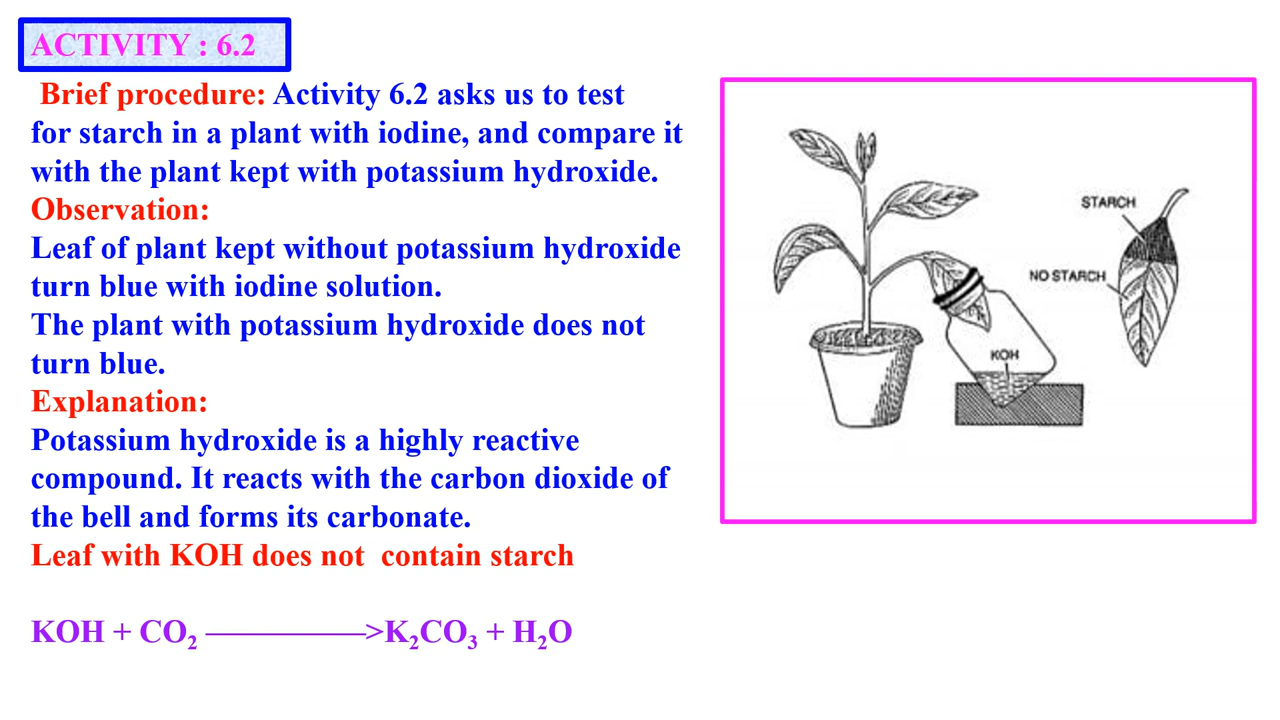 ACTIVITY : 6.2
Brief procedure: Activity 6.2 asks us to test
for starch in a plant with iodine, and compare it
with the plant kept with potassium hydroxide.
Observation:
Leaf of plant kept without potassium hydroxide
turn blue with iodine solution.
The plant with potassium hydroxide does not
turn blue.
Explanation:
Potassium hydroxide is a highly reactive
compound. It reacts with the carbon dioxide of
the bell and forms its carbonate.
Leaf with KOH does not contain starch
KOH + CO₂ —————>K₂CO₃ + H₂O
STARCH
NO STARCH
KOH